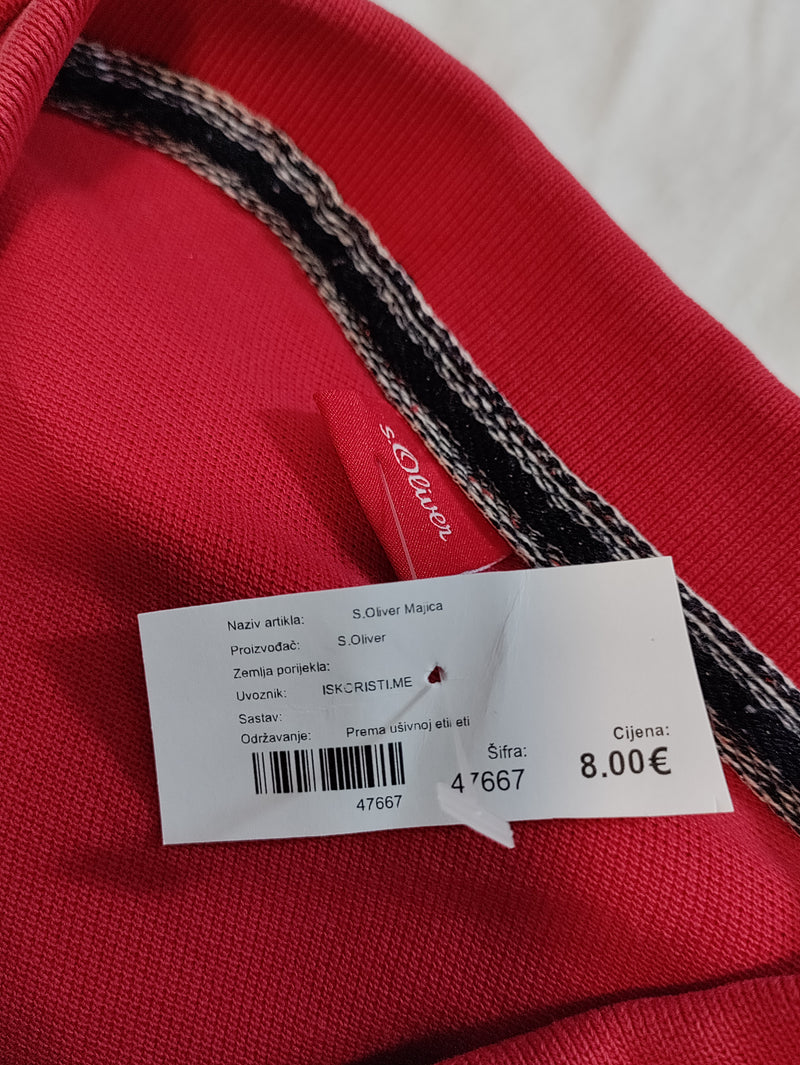 s.Oliver
Naziv artikla: S.Oliver Majica
Proizvođač: S.Oliver
Zemlja porijekla:
Uvoznik: ISKORISTI.ME
Sastav:
Održavanje: Prema ušivnoj etiketi
47667
Šifra:
47667
Cijena:
8.00€